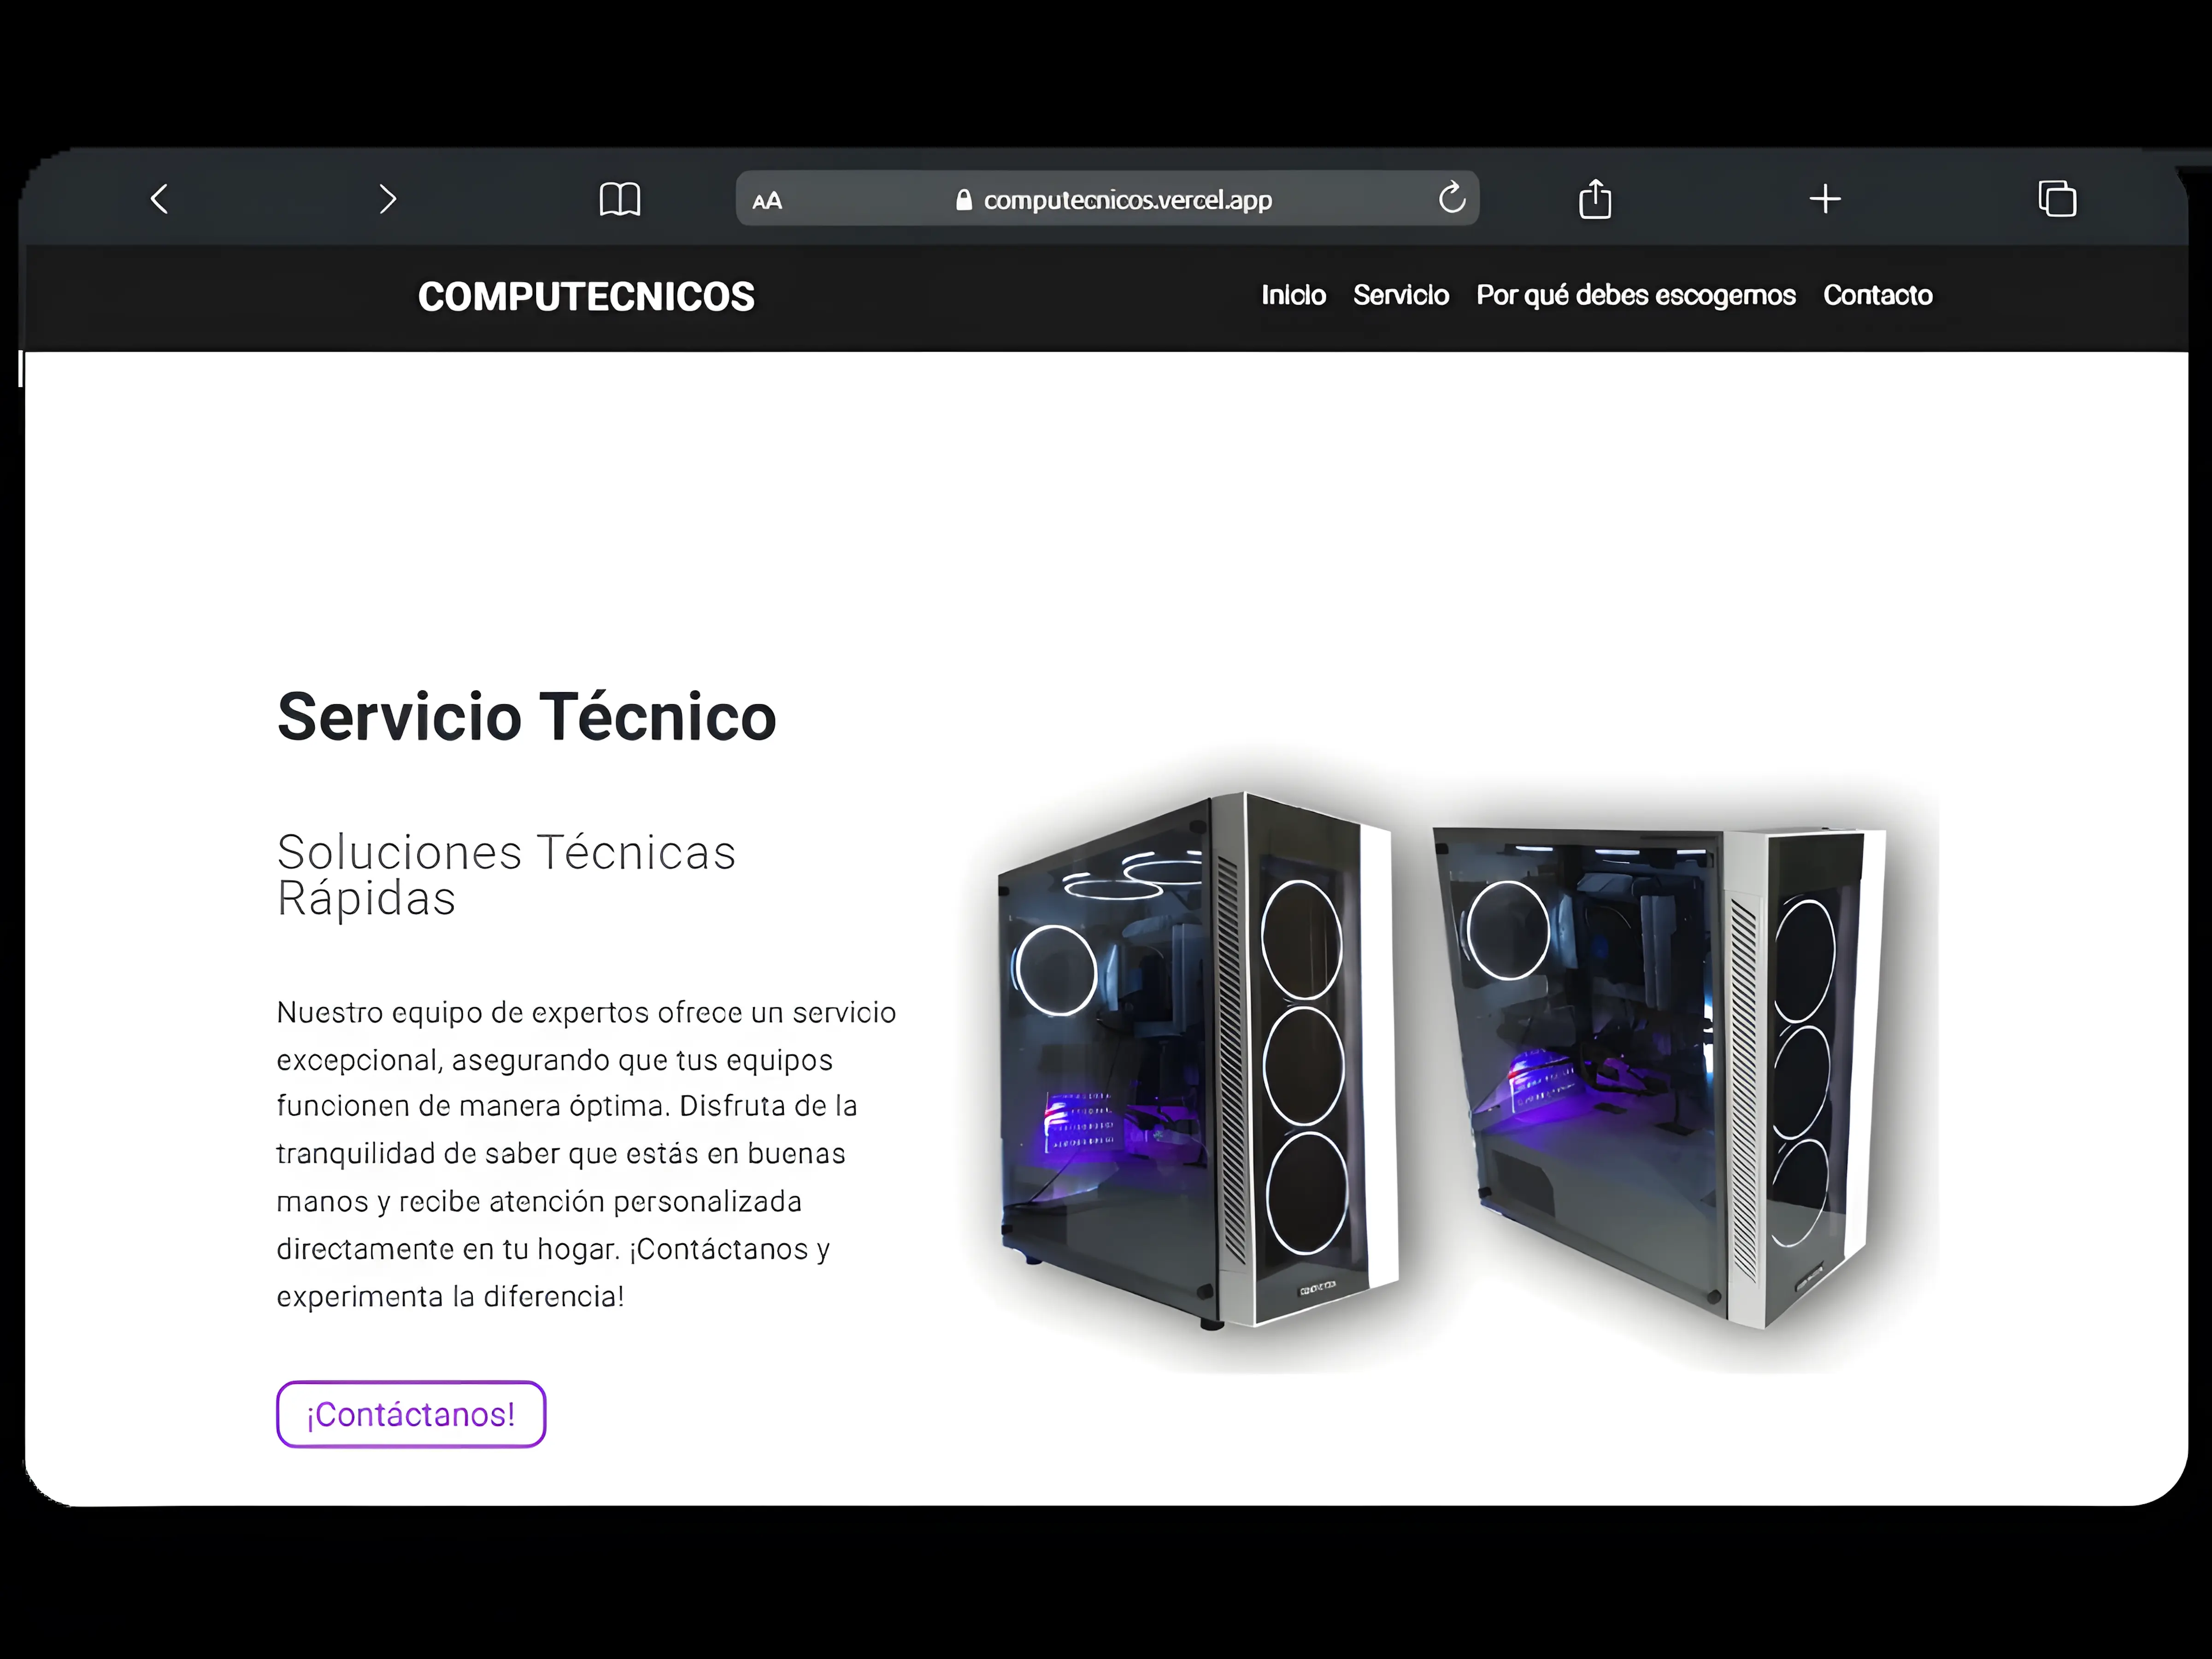 AA
computecnicos.vercel.app
COMPUTECNICOS
Inicio Servicio Por qué debes escogernos Contacto
Servicio Técnico
Soluciones Técnicas
Rápidas
Nuestro equipo de expertos ofrece un servicio
excepcional, asegurando que tus equipos
funcionen de manera óptima. Disfruta de la
tranquilidad de saber que estás en buenas
manos y recibe atención personalizada
directamente en tu hogar. ¡Contáctanos y
experimenta la diferencia!
¡Contáctanos!